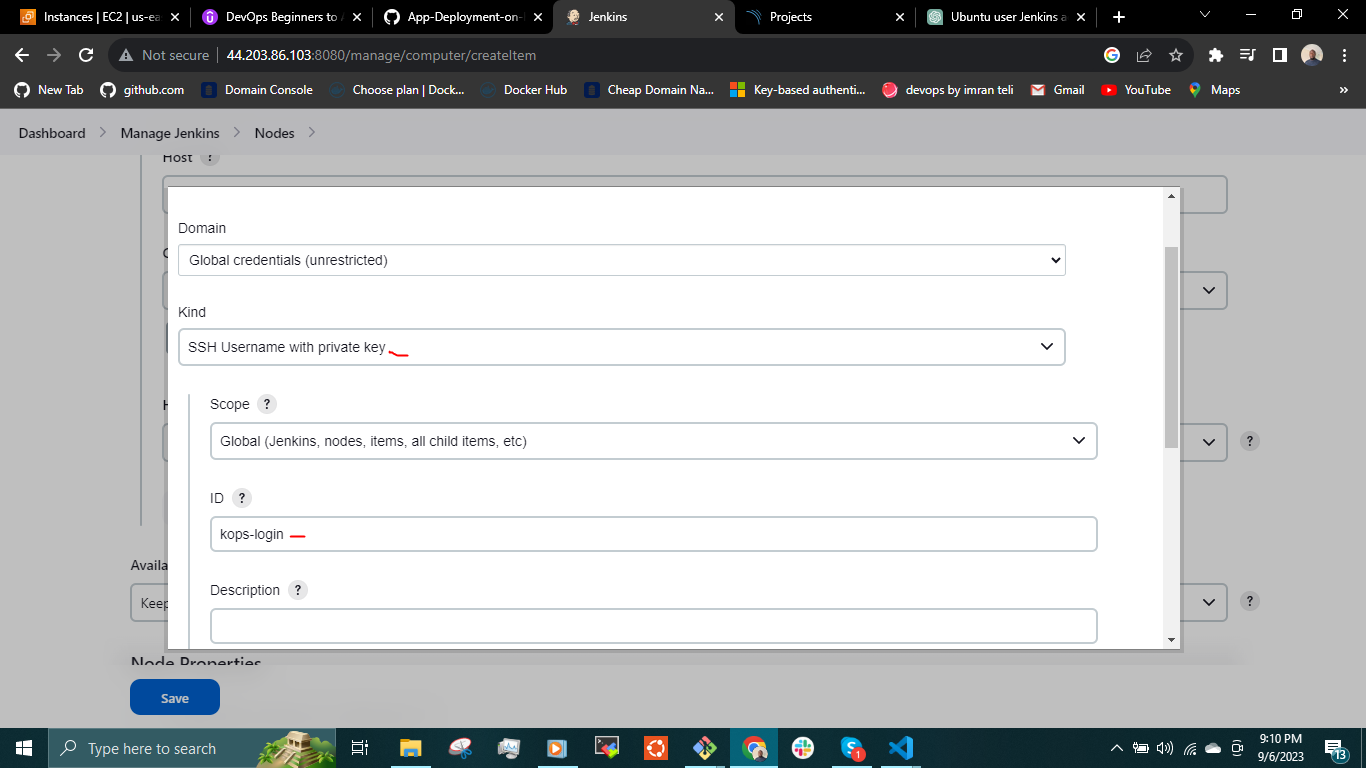 Instances | EC2 | us-ea
DevOps Beginners to A
App-Deployment-on-
Jenkins
Projects
Ubuntu user Jenkins a
Not secure
44.203.86.103:8080/manage/computer/createItem
New Tab
github.com
Domain Console
Choose plan | Dock...
Docker Hub
Cheap Domain Na...
Key-based authenti...
devops by imran teli
Gmail
YouTube
Maps
»
Dashboard
Manage Jenkins
Nodes
Host ?
Domain
Global credentials (unrestricted)
Kind
SSH Username with private key
Scope ?
Global (Jenkins, nodes, items, all child items, etc)
?
ID ?
kops-login
Description ?
Availa
Keep
?
Node Properties
Save
Type here to search
1
9:10 PM
9/6/2023
13